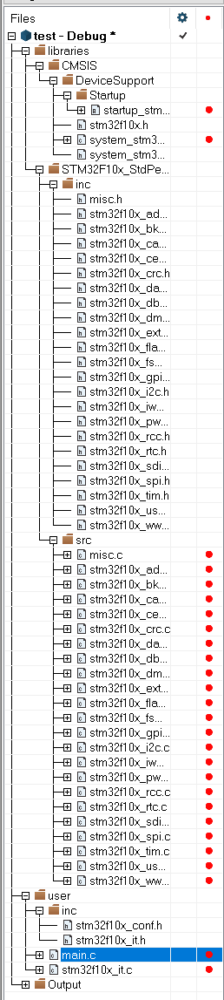 Files
test - Debug *
libraries
CMSIS
DeviceSupport
Startup
startup_stm...
stm32f10x.h
system_stm3...
system_stm3...
STM32F10x_StdPe...
inc
misc.h
stm32f10x_ad...
stm32f10x_bk...
stm32f10x_ca...
stm32f10x_ce...
stm32f10x_crc.h
stm32f10x_da...
stm32f10x_db...
stm32f10x_dm...
stm32f10x_ext...
stm32f10x_fla...
stm32f10x_fs...
stm32f10x_gpi...
stm32f10x_i2c.h
stm32f10x_iw...
stm32f10x_pw...
stm32f10x_rcc.h
stm32f10x_rtc.h
stm32f10x_sdi...
stm32f10x_spi.h
stm32f10x_tim.h
stm32f10x_us...
stm32f10x_ww...
src
misc.c
stm32f10x_ad...
stm32f10x_bk...
stm32f10x_ca...
stm32f10x_ce...
stm32f10x_crc.c
stm32f10x_da...
stm32f10x_db...
stm32f10x_dm...
stm32f10x_ext...
stm32f10x_fla...
stm32f10x_fs...
stm32f10x_gpi...
stm32f10x_i2c.c
stm32f10x_iw...
stm32f10x_pw...
stm32f10x_rcc.c
stm32f10x_rtc.c
stm32f10x_sdi...
stm32f10x_spi.c
stm32f10x_tim.c
stm32f10x_us...
stm32f10x_ww...
user
inc
stm32f10x_conf.h
stm32f10x_it.h
main.c
stm32f10x_it.c
Output